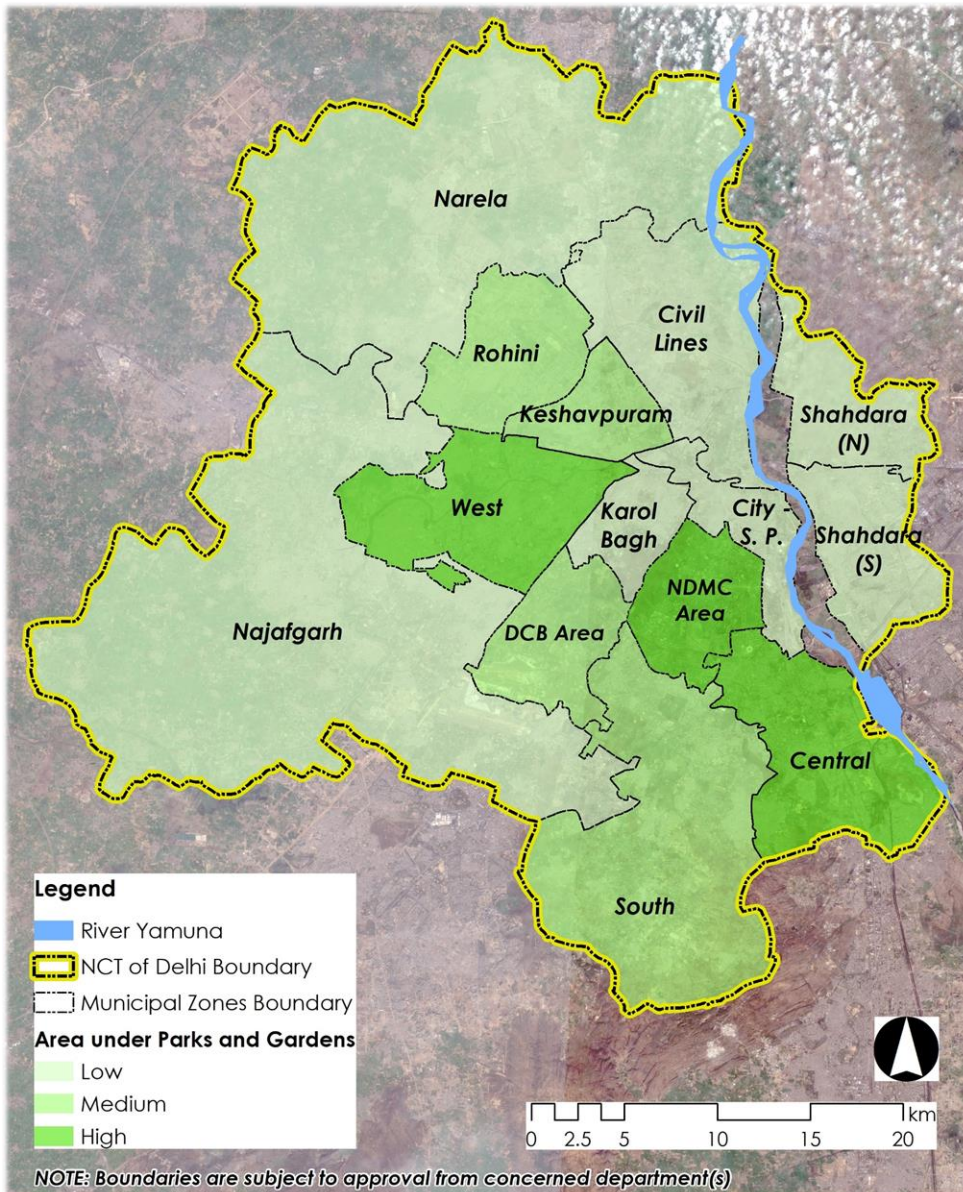 Narela
Civil
Lines
Rohini
Keshavpuram
Shahdara
(N)
West
Karol
Bagh
City -
S. P.
Shahdara
(S)
NDMC
Area
Najafgarh
DCB Area
Central
South
Legend
River Yamuna
NCT of Delhi Boundary
Municipal Zones Boundary
Area under Parks and Gardens
Low
Medium
High
km
0 2.5 5 10 15 20
NOTE: Boundaries are subject to approval from concerned department(s)